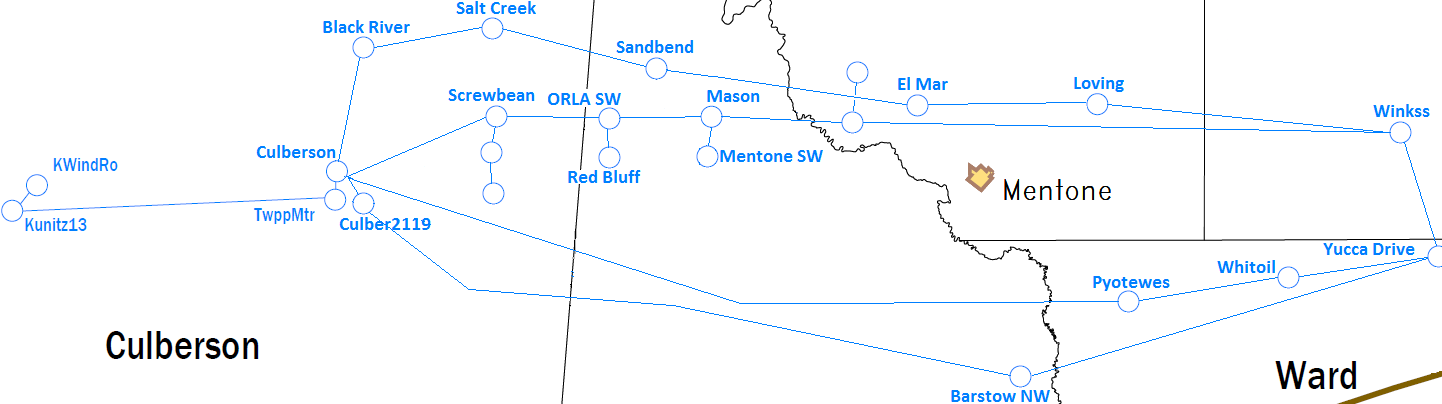 Salt Creek
Black River
Sandbend
El Mar
Loving
Screwbean
ORLA SW
Mason
Winkss
Culberson
Mentone SW
KWindRo
Red Bluff
Mentone
TwppMtr
Kunitz13
Culber2119
Yucca Drive
Whitoil
Pyotewes
Culberson
Ward
Barstow NW